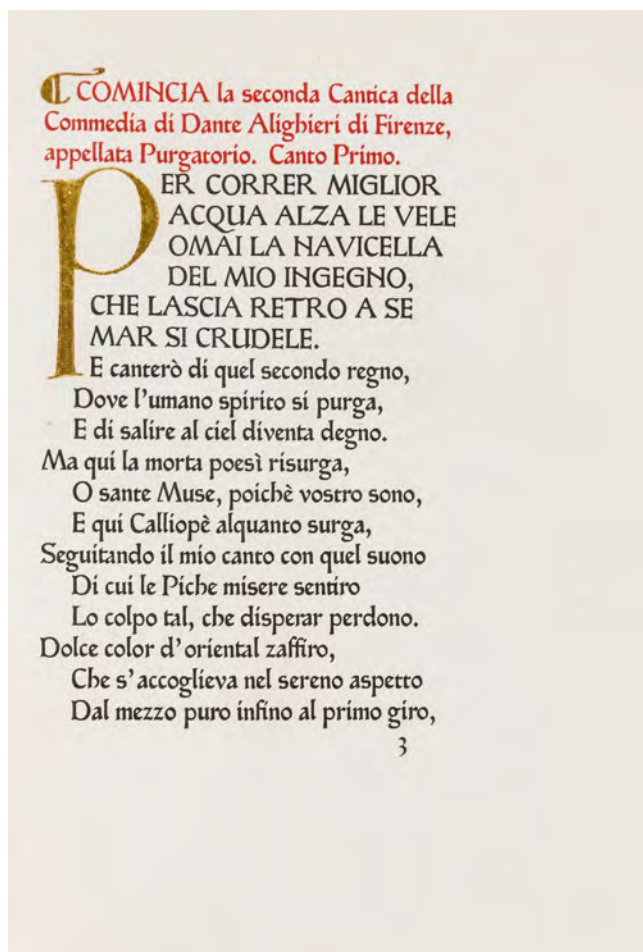 COMINCIA la seconda Cantica della
Commedia di Dante Alighieri di Firenze,
appellata Purgatorio. Canto Primo.
PER CORRER MIGLIOR
ACQUA ALZA LE VELE
OMAI LA NAVICELLA
DEL MIO INGEGNO,
CHE LASCIA RETRO A SE
MAR SI CRUDELE.
E canterò di quel secondo regno,
Dove l'umano spirito si purga,
E di salire al ciel diventa degno.
Ma qui la morta poesì risurga,
O sante Muse, poichè vostro sono,
E qui Calliopè alquanto surga,
Seguitando il mio canto con quel suono
Di cui le Piche misere sentiro
Lo colpo tal, che disperar perdono.
Dolce color d'oriental zaffiro,
Che s'accoglieva nel sereno aspetto
Dal mezzo puro infino al primo giro,
3